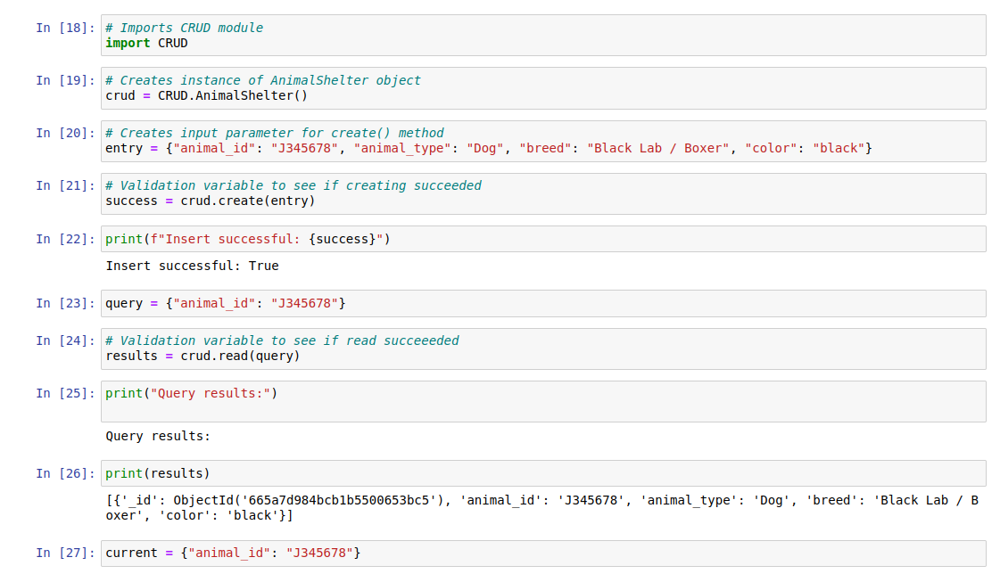 In [18]: # Imports CRUD module
import CRUD
In [19]: # Creates instance of AnimalShelter object
crud = CRUD.AnimalShelter()
In [20]: # Creates input parameter for create() method
entry = {"animal_id": "J345678", "animal_type": "Dog", "breed": "Black Lab / Boxer", "color": "black"}
In [21]: # Validation variable to see if creating succeeded
success = crud.create(entry)
In [22]: print(f"Insert successful: {success}")
Insert successful: True
In [23]: query = {"animal_id": "J345678"}
In [24]: # Validation variable to see if read succeeeded
results = crud.read(query)
In [25]: print("Query results:")
Query results:
In [26]: print(results)
[{'_id': ObjectId('665a7d984bcb1b5500653bc5'), 'animal_id': 'J345678', 'animal_type': 'Dog', 'breed': 'Black Lab / B
oxer', 'color': 'black'}]
In [27]: current = {"animal_id": "J345678"}